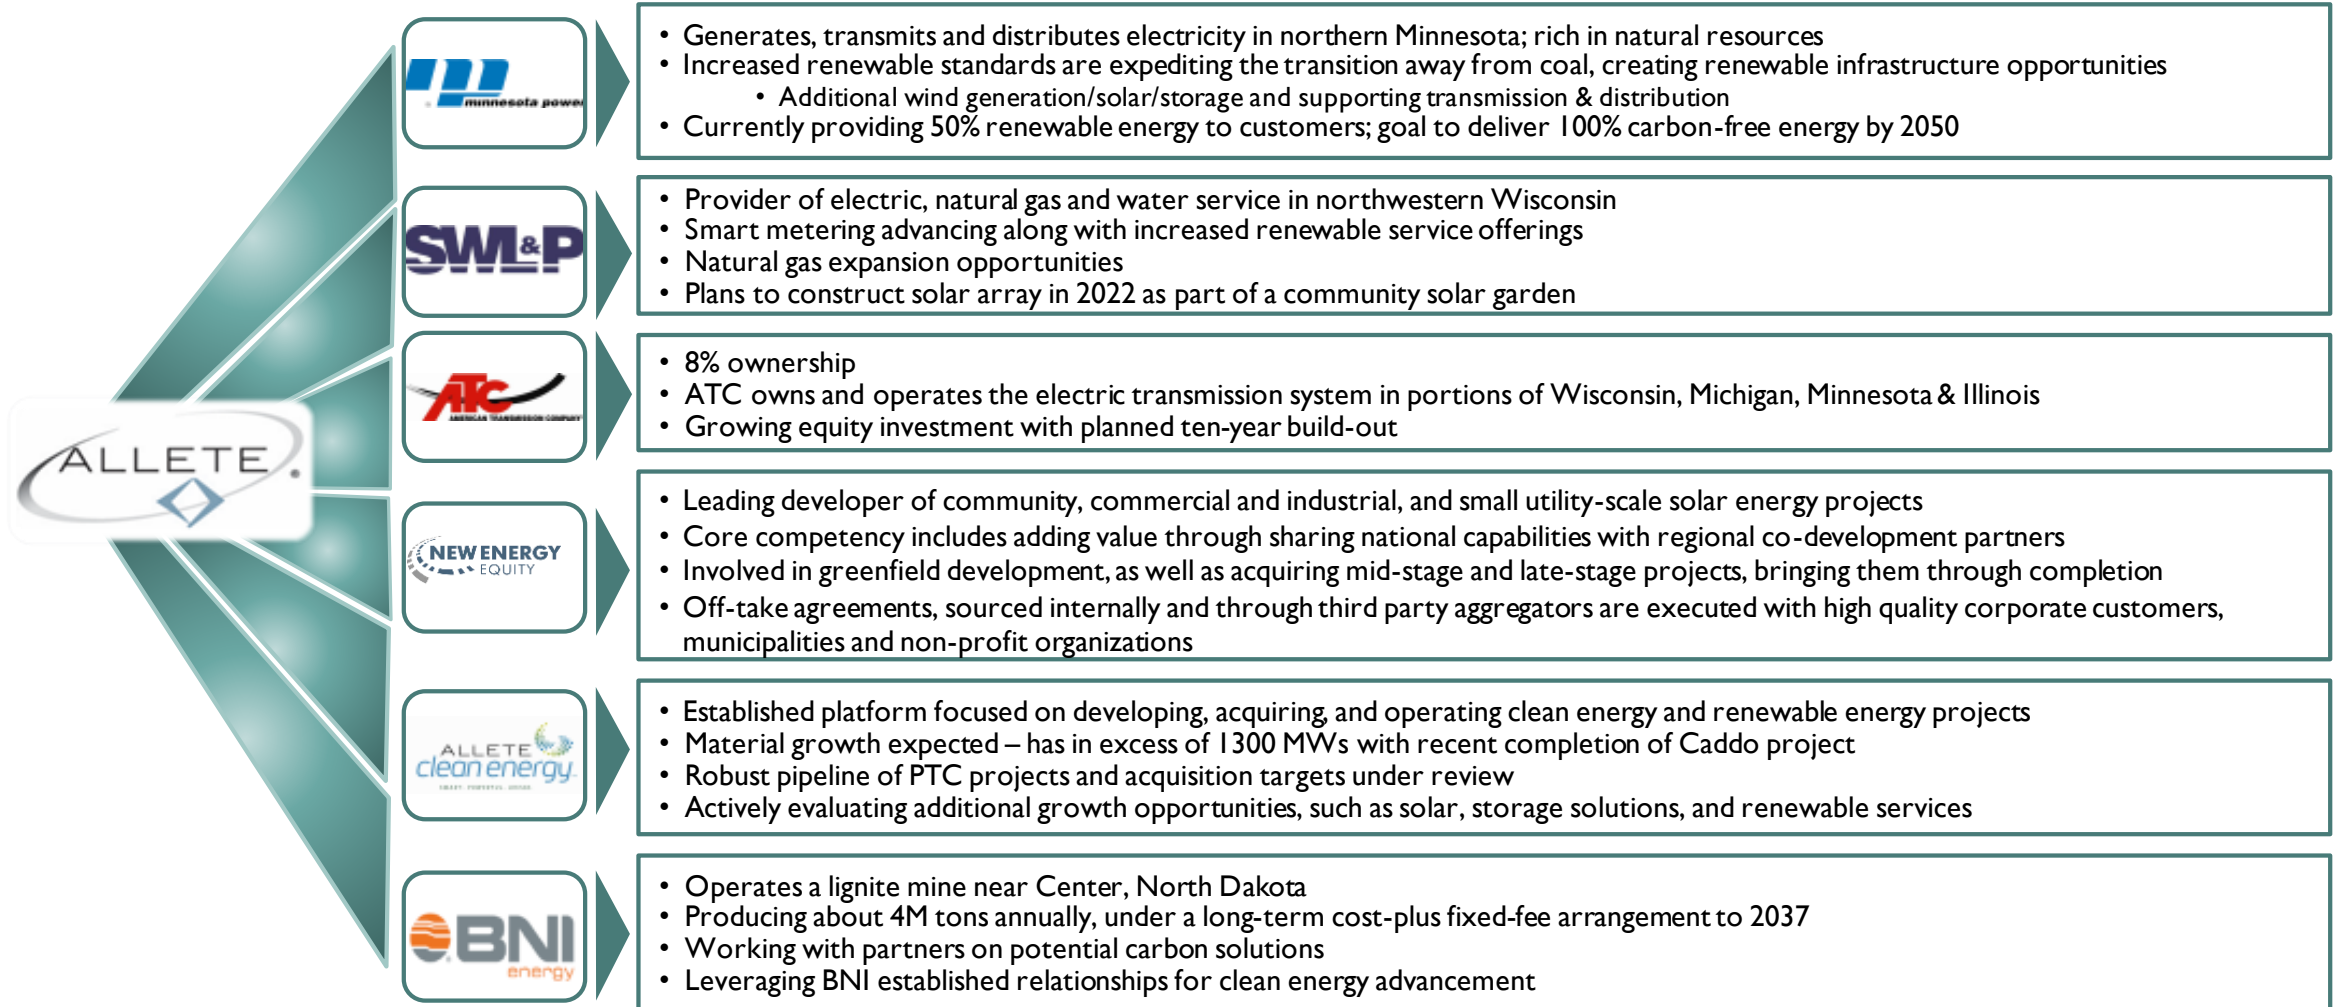 minnesota power
• Generates, transmits and distributes electricity in northern Minnesota; rich in natural resources
• Increased renewable standards are expediting the transition away from coal, creating renewable infrastructure opportunities
• Additional wind generation/solar/storage and supporting transmission & distribution
• Currently providing 50% renewable energy to customers; goal to deliver 100% carbon-free energy by 2050
SWL&P
• Provider of electric, natural gas and water service in northwestern Wisconsin
• Smart metering advancing along with increased renewable service offerings
• Natural gas expansion opportunities
• Plans to construct solar array in 2022 as part of a community solar garden
ATC
AMERICAN TRANSMISSION COMPANY
• 8% ownership
• ATC owns and operates the electric transmission system in portions of Wisconsin, Michigan, Minnesota & Illinois
• Growing equity investment with planned ten-year build-out
ALLETE
NEW ENERGY
EQUITY
• Leading developer of community, commercial and industrial, and small utility-scale solar energy projects
• Core competency includes adding value through sharing national capabilities with regional co-development partners
• Involved in greenfield development, as well as acquiring mid-stage and late-stage projects, bringing them through completion
• Off-take agreements, sourced internally and through third party aggregators are executed with high quality corporate customers,
municipalities and non-profit organizations
ALLETE
clean energy
• Established platform focused on developing, acquiring, and operating clean energy and renewable energy projects
• Material growth expected – has in excess of 1300 MWs with recent completion of Caddo project
• Robust pipeline of PTC projects and acquisition targets under review
• Actively evaluating additional growth opportunities, such as solar, storage solutions, and renewable services
BNI
energy
• Operates a lignite mine near Center, North Dakota
• Producing about 4M tons annually, under a long-term cost-plus fixed-fee arrangement to 2037
• Working with partners on potential carbon solutions
• Leveraging BNI established relationships for clean energy advancement